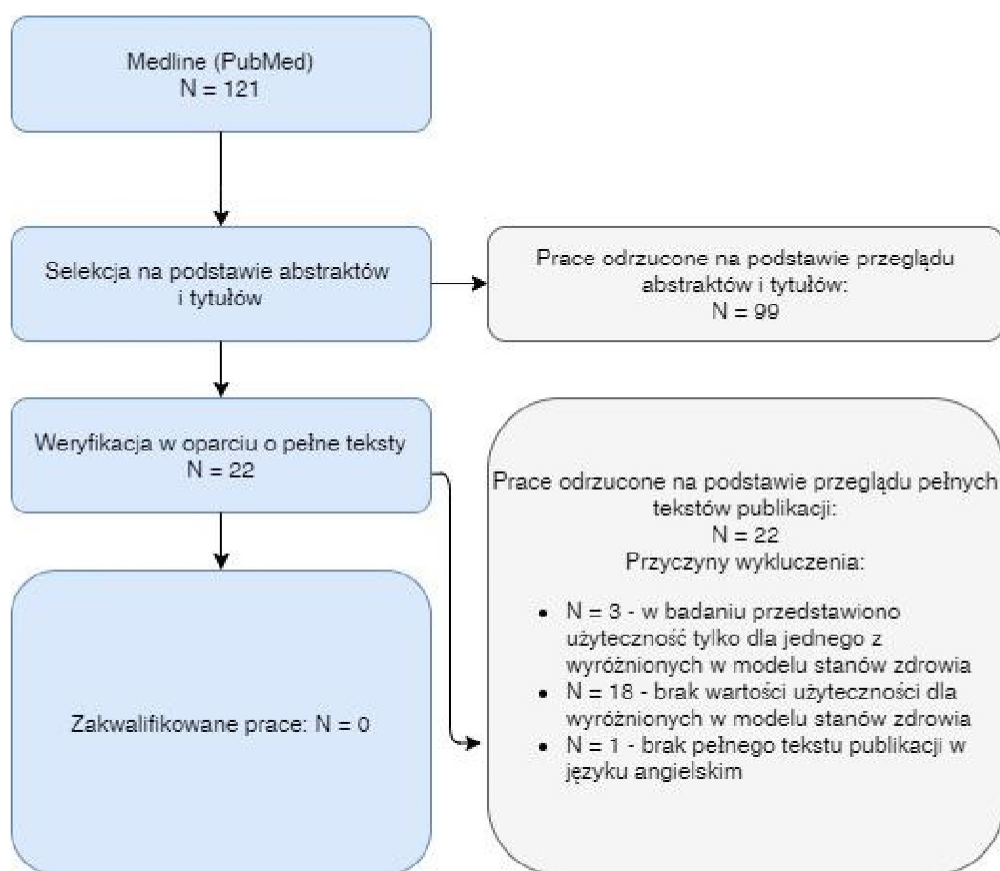 Medline (PubMed)
N = 121
Selekcja na podstawie abstraktów
i tytułów
Prace odrzucone na podstawie przeglądu
abstraktów i tytułów:
N = 99
Weryfikacja w oparciu o pełne teksty
N = 22
Prace odrzucone na podstawie przeglądu pełnych
tekstów publikacji:
N = 22
Przyczyny wykluczenia:
• N = 3 - w badaniu przedstawiono
użyteczność tylko dla jednego z
wyróżnionych w modelu stanów zdrowia
• N = 18 - brak wartości użyteczności dla
wyróżnionych w modelu stanów zdrowia
• N = 1 - brak pełnego tekstu publikacji w
języku angielskim
Zakwalifikowane prace: N = 0